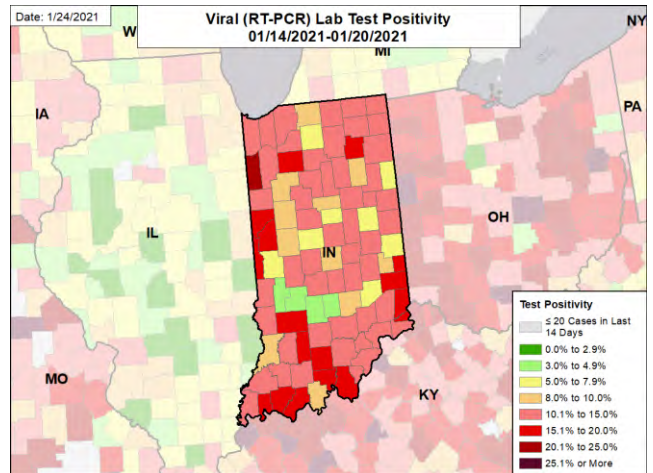 Date: 1/24/2021
Viral (RT-PCR) Lab Test Positivity
01/14/2021-01/20/2021
NY
W
MI
IA
PA
IL
IN
OH
MO
KY
Test Positivity
≤ 20 Cases in Last
14 Days
0.0% to 2.9%
3.0% to 4.9%
5.0% to 7.9%
8.0% to 10.0%
10.1% to 15.0%
15.1% to 20.0%
20.1% to 25.0%
25.1% or More